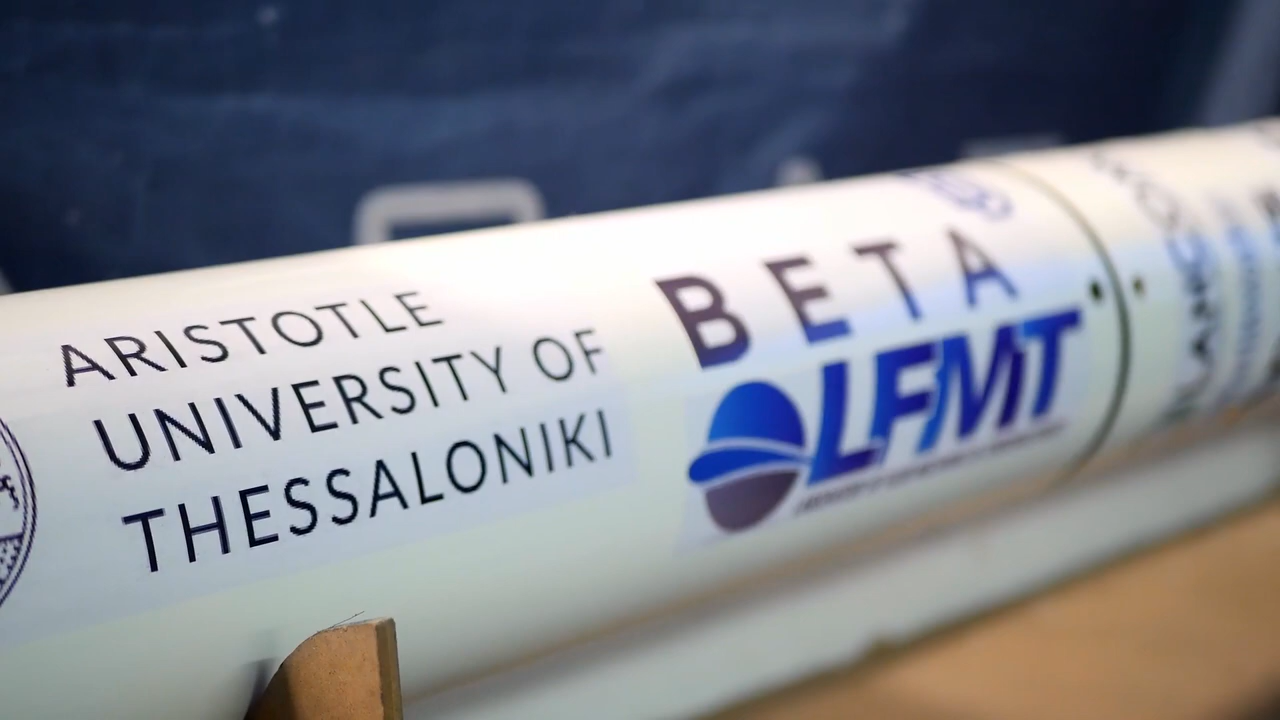 ARISTOTLE
UNIVERSITY OF
THESSALONIKI
BETA
LFMT